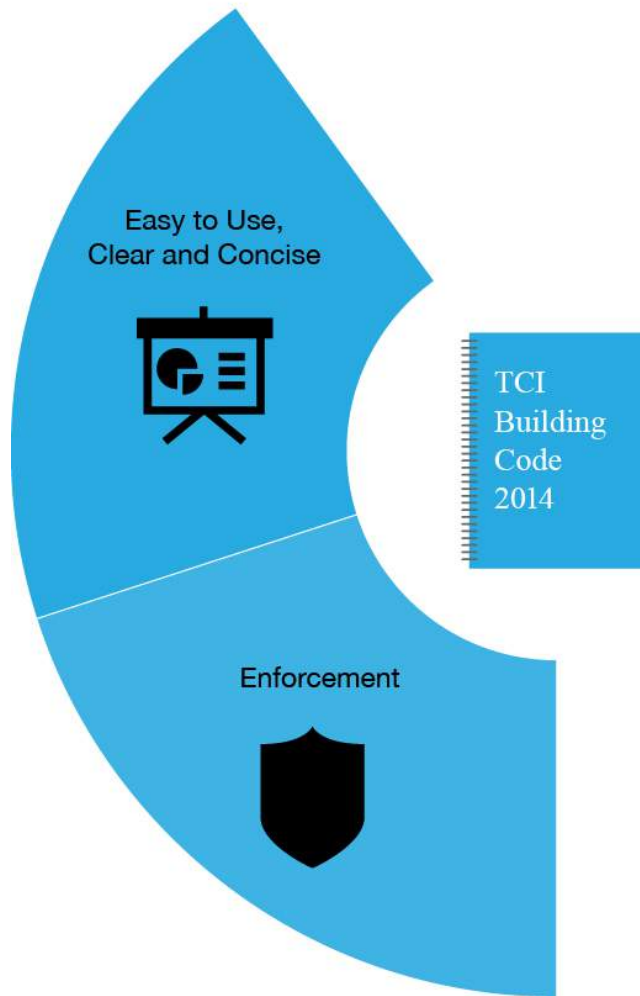 Easy to Use,
Clear and Concise
TCI
Building
Code
2014
Enforcement